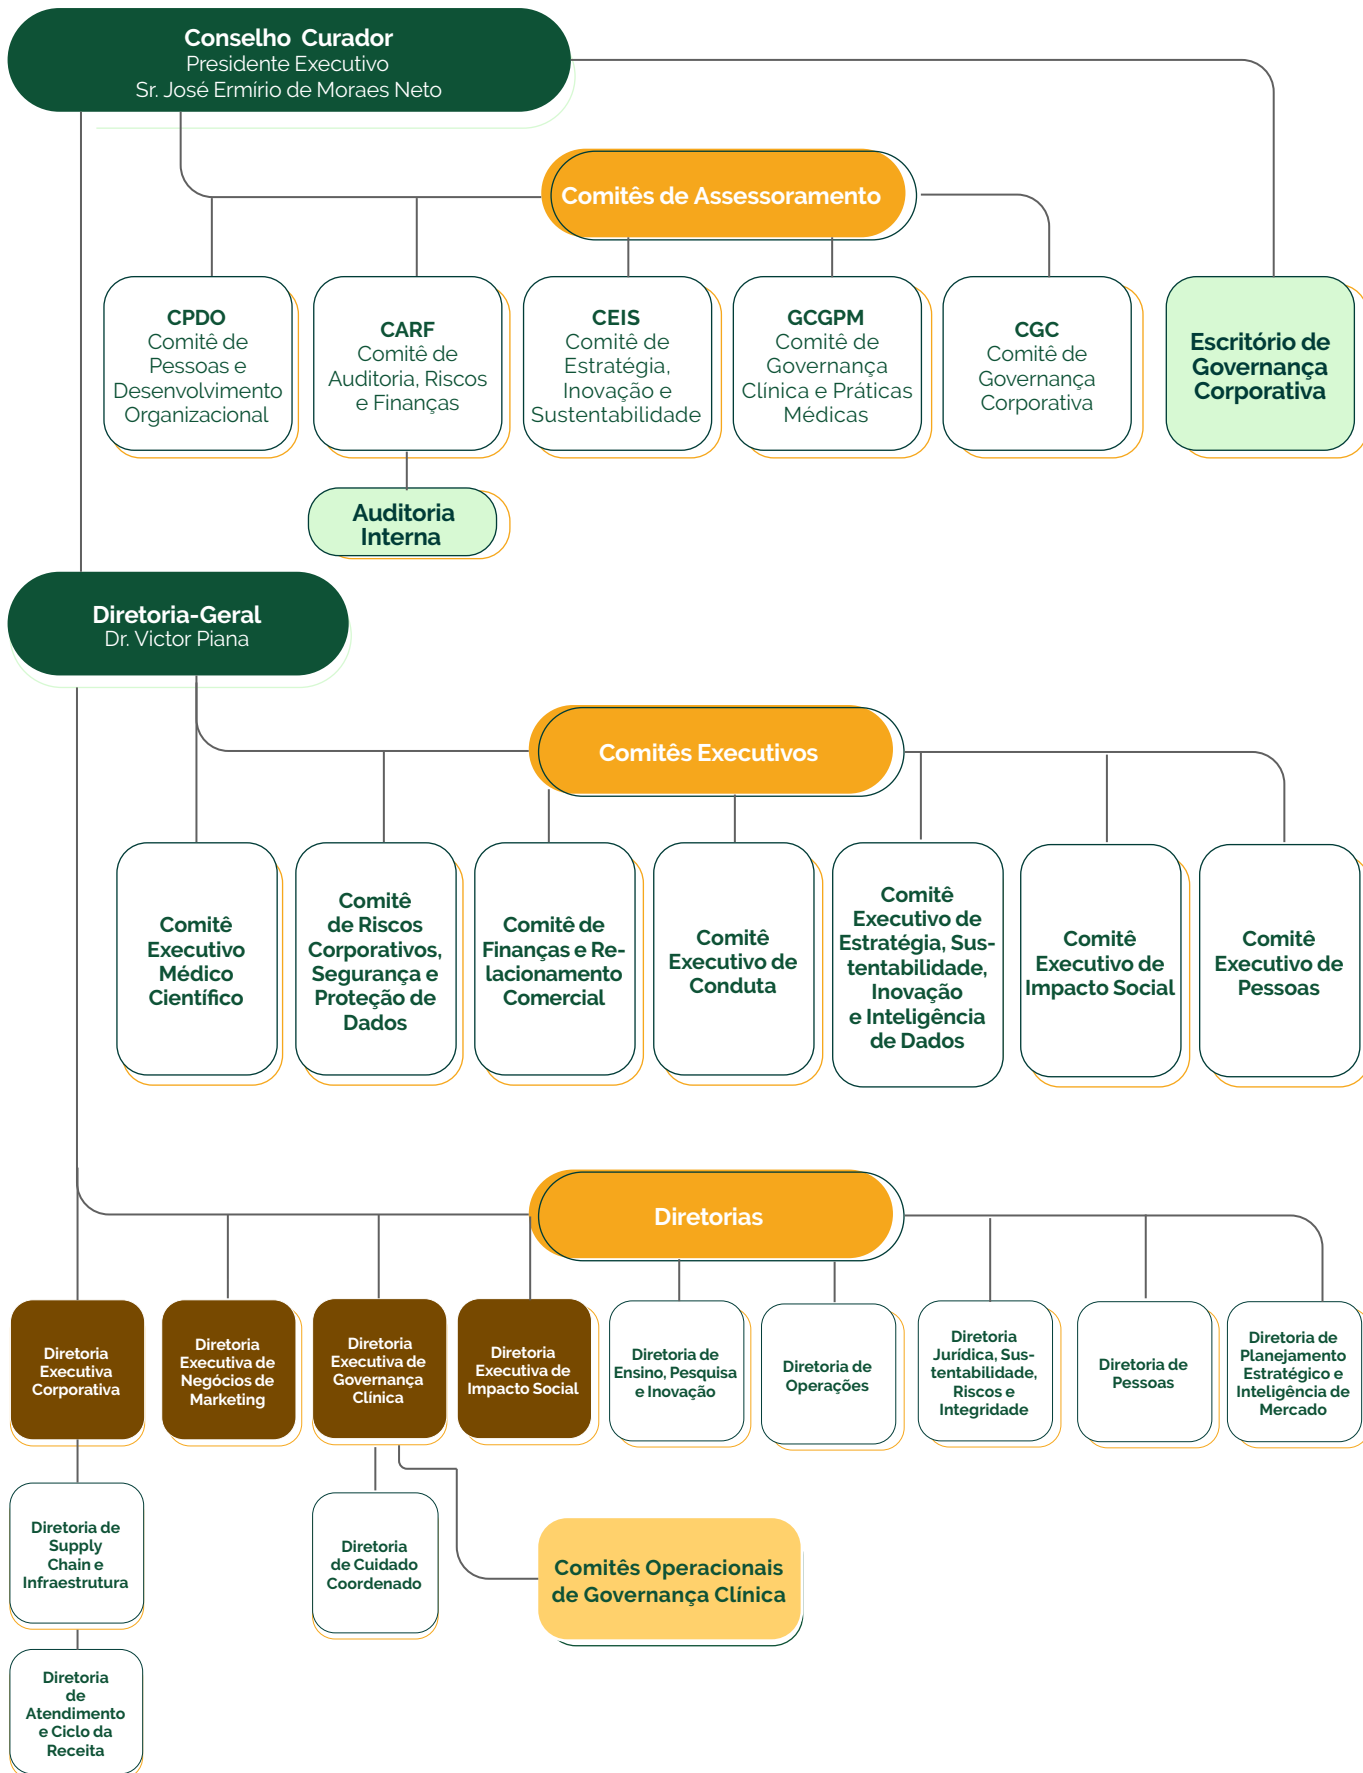 Conselho Curador
Presidente Executivo
Sr. José Ermírio de Moraes Neto
Comitês de Assessoramento
CPDO
Comitê de
Pessoas e
Desenvolvimento
Organizacional
CARF
Comitê de
Auditoria, Riscos
e Finanças
CEIS
Comitê de
Estratégia,
Inovação e
Sustentabilidade
GCGPM
Comitê de
Governança
Clínica e Práticas
Médicas
CGC
Comitê de
Governança
Corporativa
Escritório de
Governança
Corporativa
Auditoria
Interna
Diretoria-Geral
Dr. Victor Piana
Comitês Executivos
Comitê
Executivo
Médico
Científico
Comitê
de Riscos
Corporativos,
Segurança e
Proteção de
Dados
Comitê de
Finanças e Re-
lacionamento
Comercial
Comitê
Executivo de
Conduta
Comitê
Executivo de
Estratégia, Sus-
tentabilidade,
Inovação
e Inteligência
de Dados
Comitê
Executivo de
Impacto Social
Comitê
Executivo de
Pessoas
Diretorias
Diretoria
Executiva
Corporativa
Diretoria
Executiva de
Negócios de
Marketing
Diretoria
Executiva de
Governança
Clínica
Diretoria
Executiva de
Impacto Social
Diretoria de
Ensino, Pesquisa
e Inovação
Diretoria de
Operações
Diretoria
Jurídica, Sus-
tentabilidade,
Riscos e
Integridade
Diretoria de
Pessoas
Diretoria de
Planejamento
Estratégico e
Inteligência de
Mercado
Diretoria de
Supply
Chain e
Infraestrutura
Diretoria
de Cuidado
Coordenado
Comitês Operacionais
de Governança Clínica
Diretoria
de
Atendimento
e Ciclo da
Receita